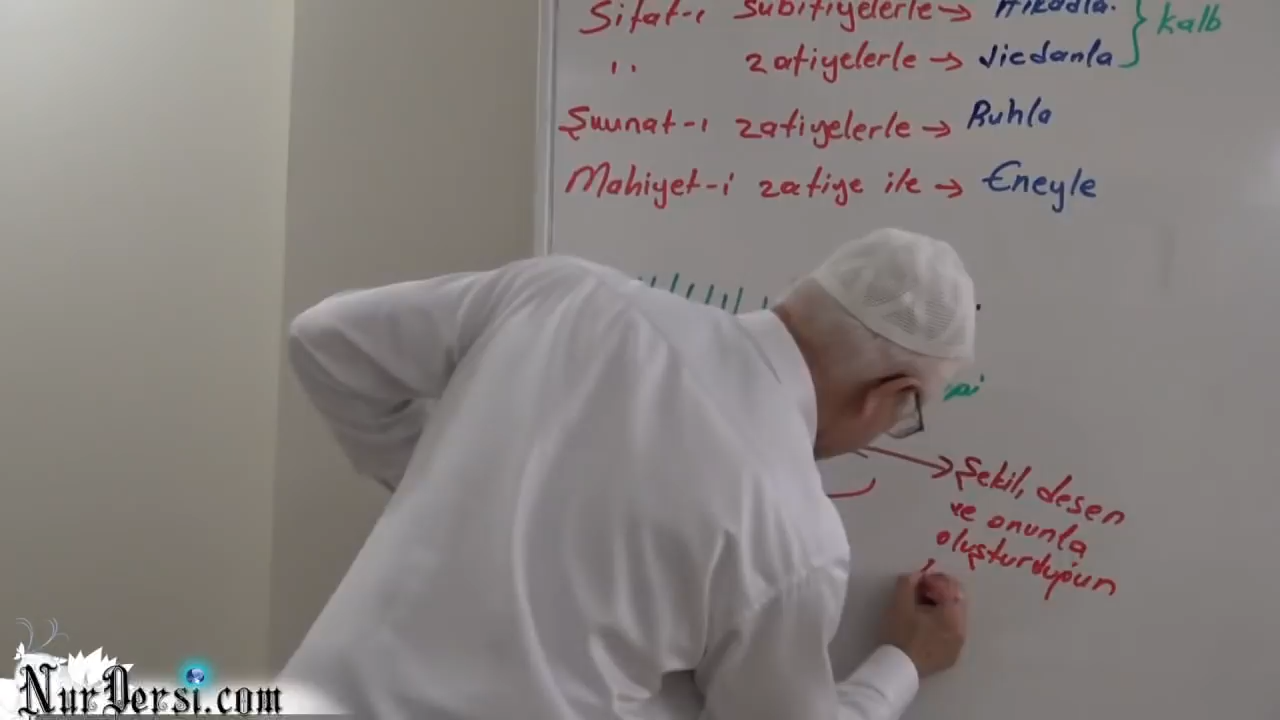 Sıfat-ı subutiyelerle → itikadla. } kalb
,, zatiyelerle → Vicdanla
Şuunat-ı zatiyelerle → Ruhla
Mahiyet-i zatiye ile → Eneyle
→ Şekil, desen
ve onunla
oluşturduğun
NurDersi.com